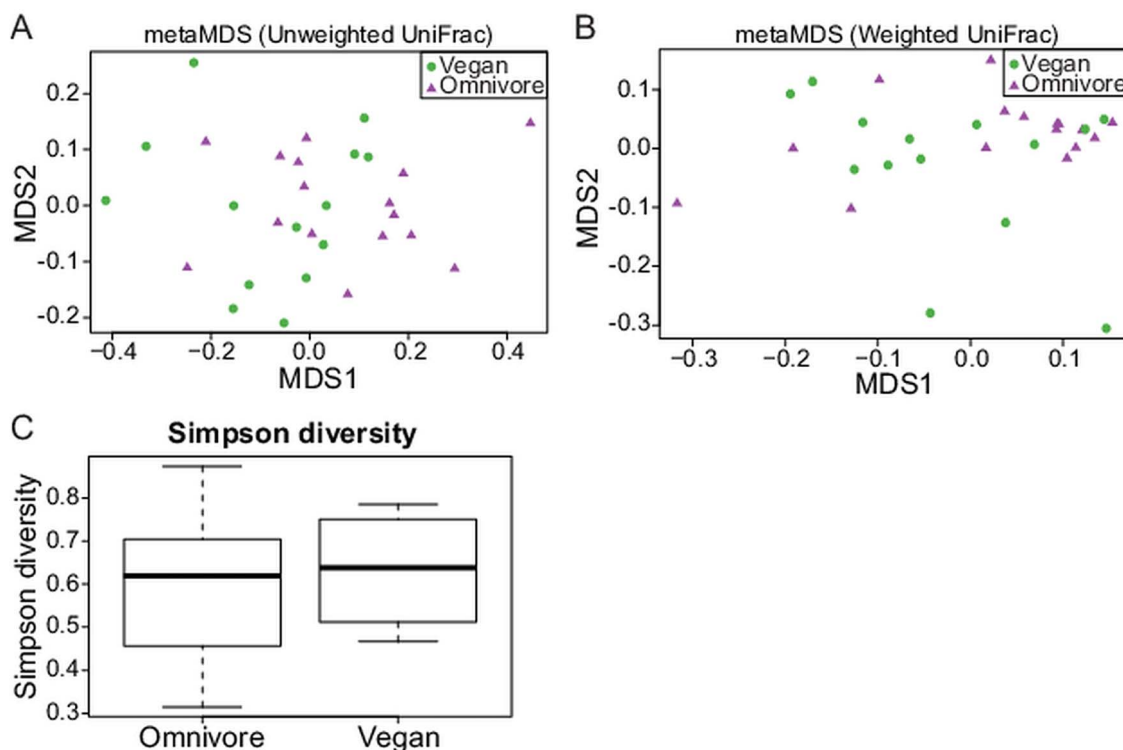 A
metaMDS (Unweighted UniFrac)
Vegan
Omnivore
0.2
0.1
0.0
-0.1
-0.2
MDS2
−0.4 −0.2 0.0 0.2 0.4
MDS1
B
metaMDS (Weighted UniFrac)
Vegan
Omnivore
0.1
0.0
-0.1
-0.2
-0.3
MDS2
−0.3 −0.2 −0.1 0.0 0.1
MDS1
C
Simpson diversity
Simpson diversity
0.8
0.7
0.6
0.5
0.4
0.3
Omnivore Vegan